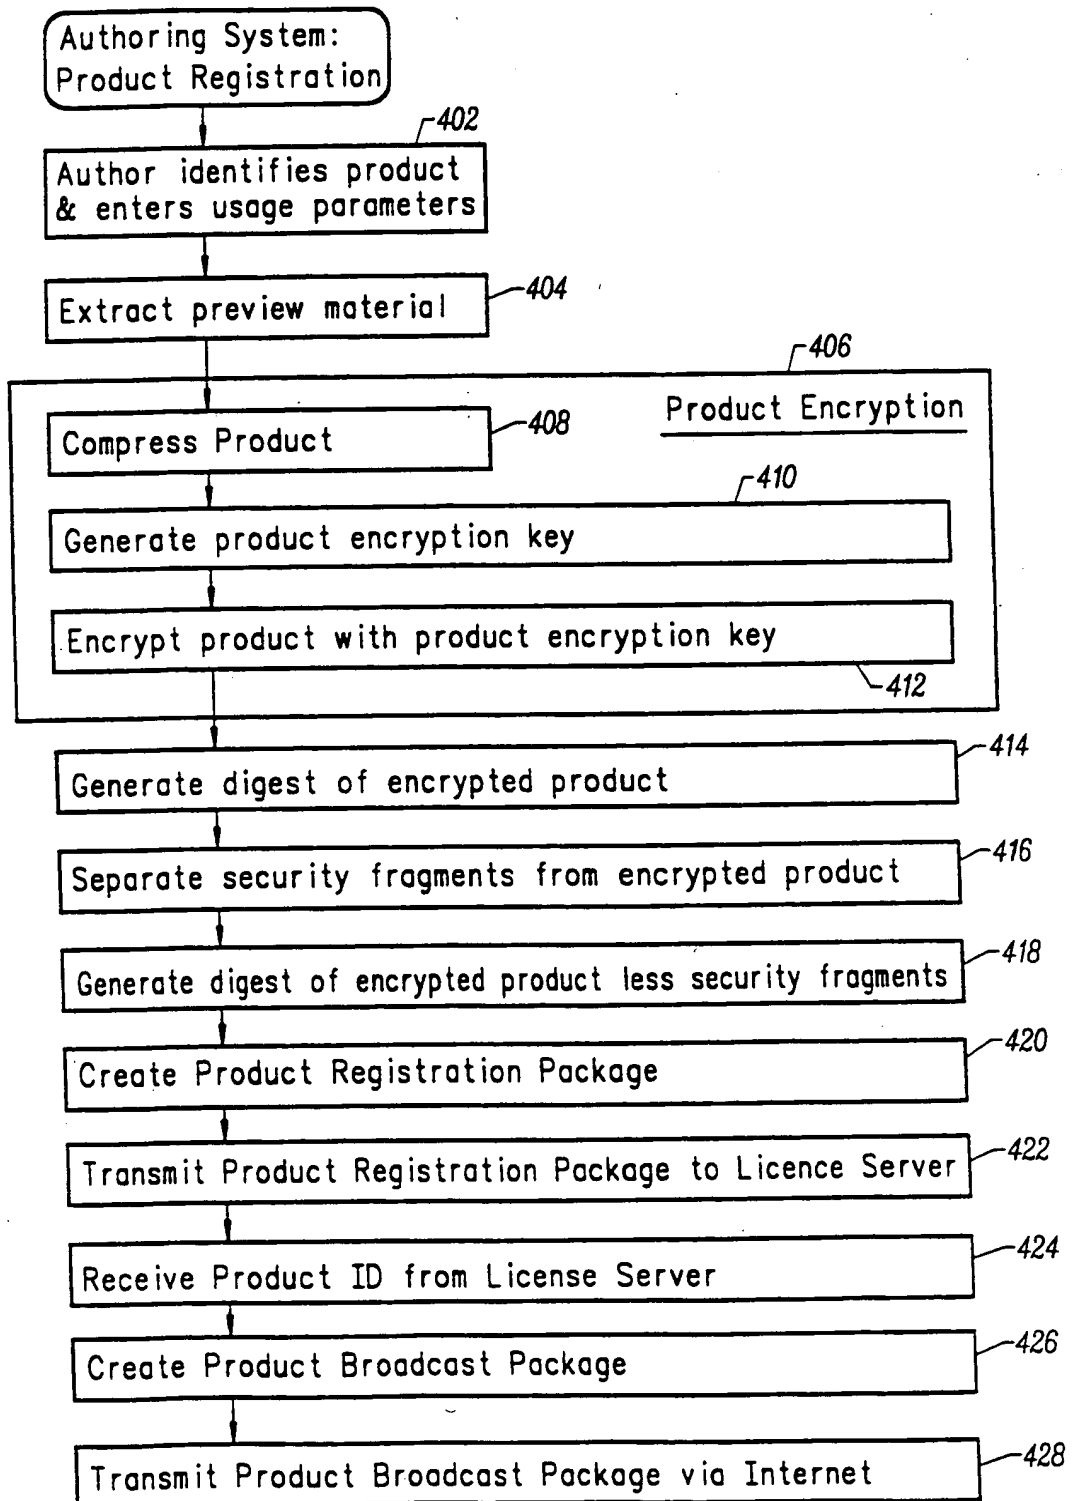 Authoring System:
Product Registration
402
Author identifies product
& enters usage parameters
404
Extract preview material
406
Product Encryption
408
Compress Product
410
Generate product encryption key
Encrypt product with product encryption key
412
414
Generate digest of encrypted product
416
Separate security fragments from encrypted product
418
Generate digest of encrypted product less security fragments
420
Create Product Registration Package
422
Transmit Product Registration Package to Licence Server
424
Receive Product ID from License Server
426
Create Product Broadcast Package
428
Transmit Product Broadcast Package via Internet